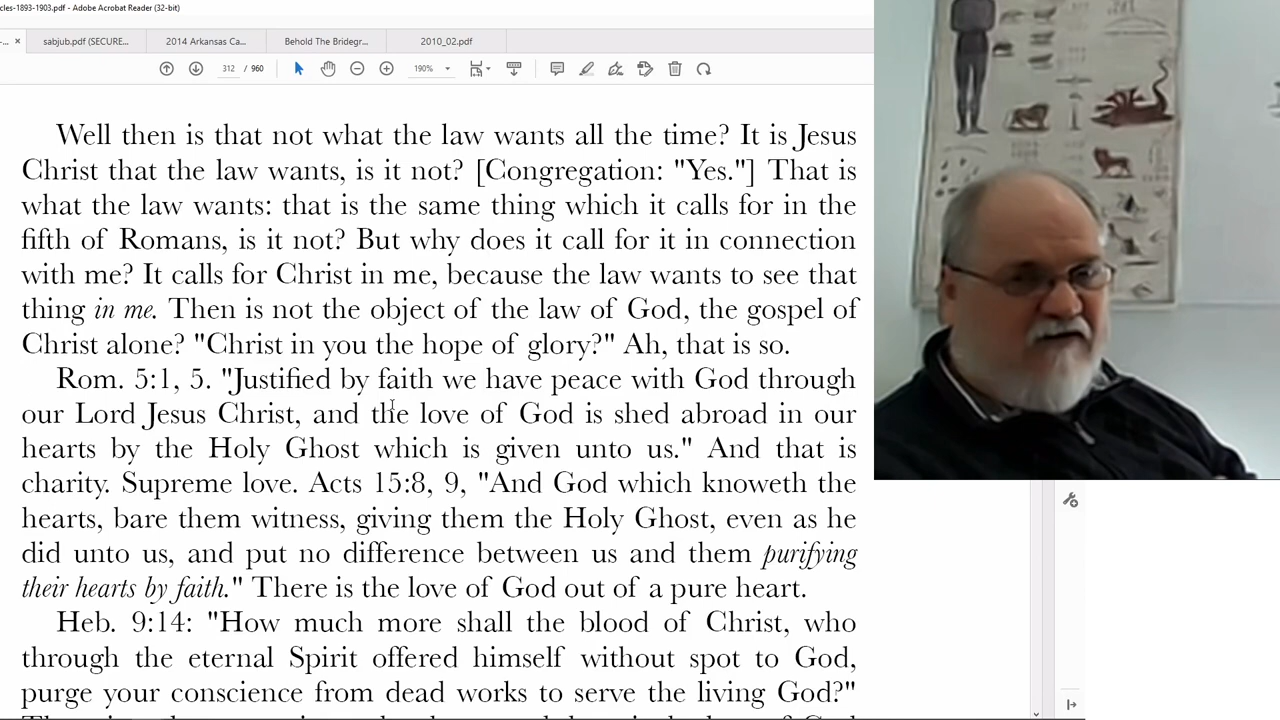 cles-1893-1903.pdf - Adobe Acrobat Reader (32-bit)
sabjub.pdf (SECURE... 2014 Arkansas Ca... Behold The Bridegr... 2010_02.pdf
312 / 960 190%
Well then is that not what the law wants all the time? It is Jesus
Christ that the law wants, is it not? [Congregation: "Yes."] That is
what the law wants: that is the same thing which it calls for in the
fifth of Romans, is it not? But why does it call for it in connection
with me? It calls for Christ in me, because the law wants to see that
thing in me. Then is not the object of the law of God, the gospel of
Christ alone? "Christ in you the hope of glory?" Ah, that is so.
Rom. 5:1, 5. "Justified by faith we have peace with God through
our Lord Jesus Christ, and the love of God is shed abroad in our
hearts by the Holy Ghost which is given unto us." And that is
charity. Supreme love. Acts 15:8, 9, "And God which knoweth the
hearts, bare them witness, giving them the Holy Ghost, even as he
did unto us, and put no difference between us and them purifying
their hearts by faith." There is the love of God out of a pure heart.
Heb. 9:14: "How much more shall the blood of Christ, who
through the eternal Spirit offered himself without spot to God,
purge your conscience from dead works to serve the living God?"